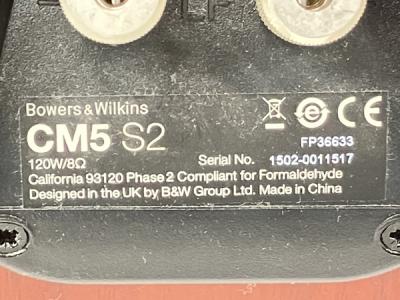 LF
Bowers & Wilkins
CM5 S2
FP36633
120W/8Ω
Serial No. 1502-0011517
California 93120 Phase 2 Compliant for Formaldehyde
Designed in the UK by B&W Group Ltd. Made in China